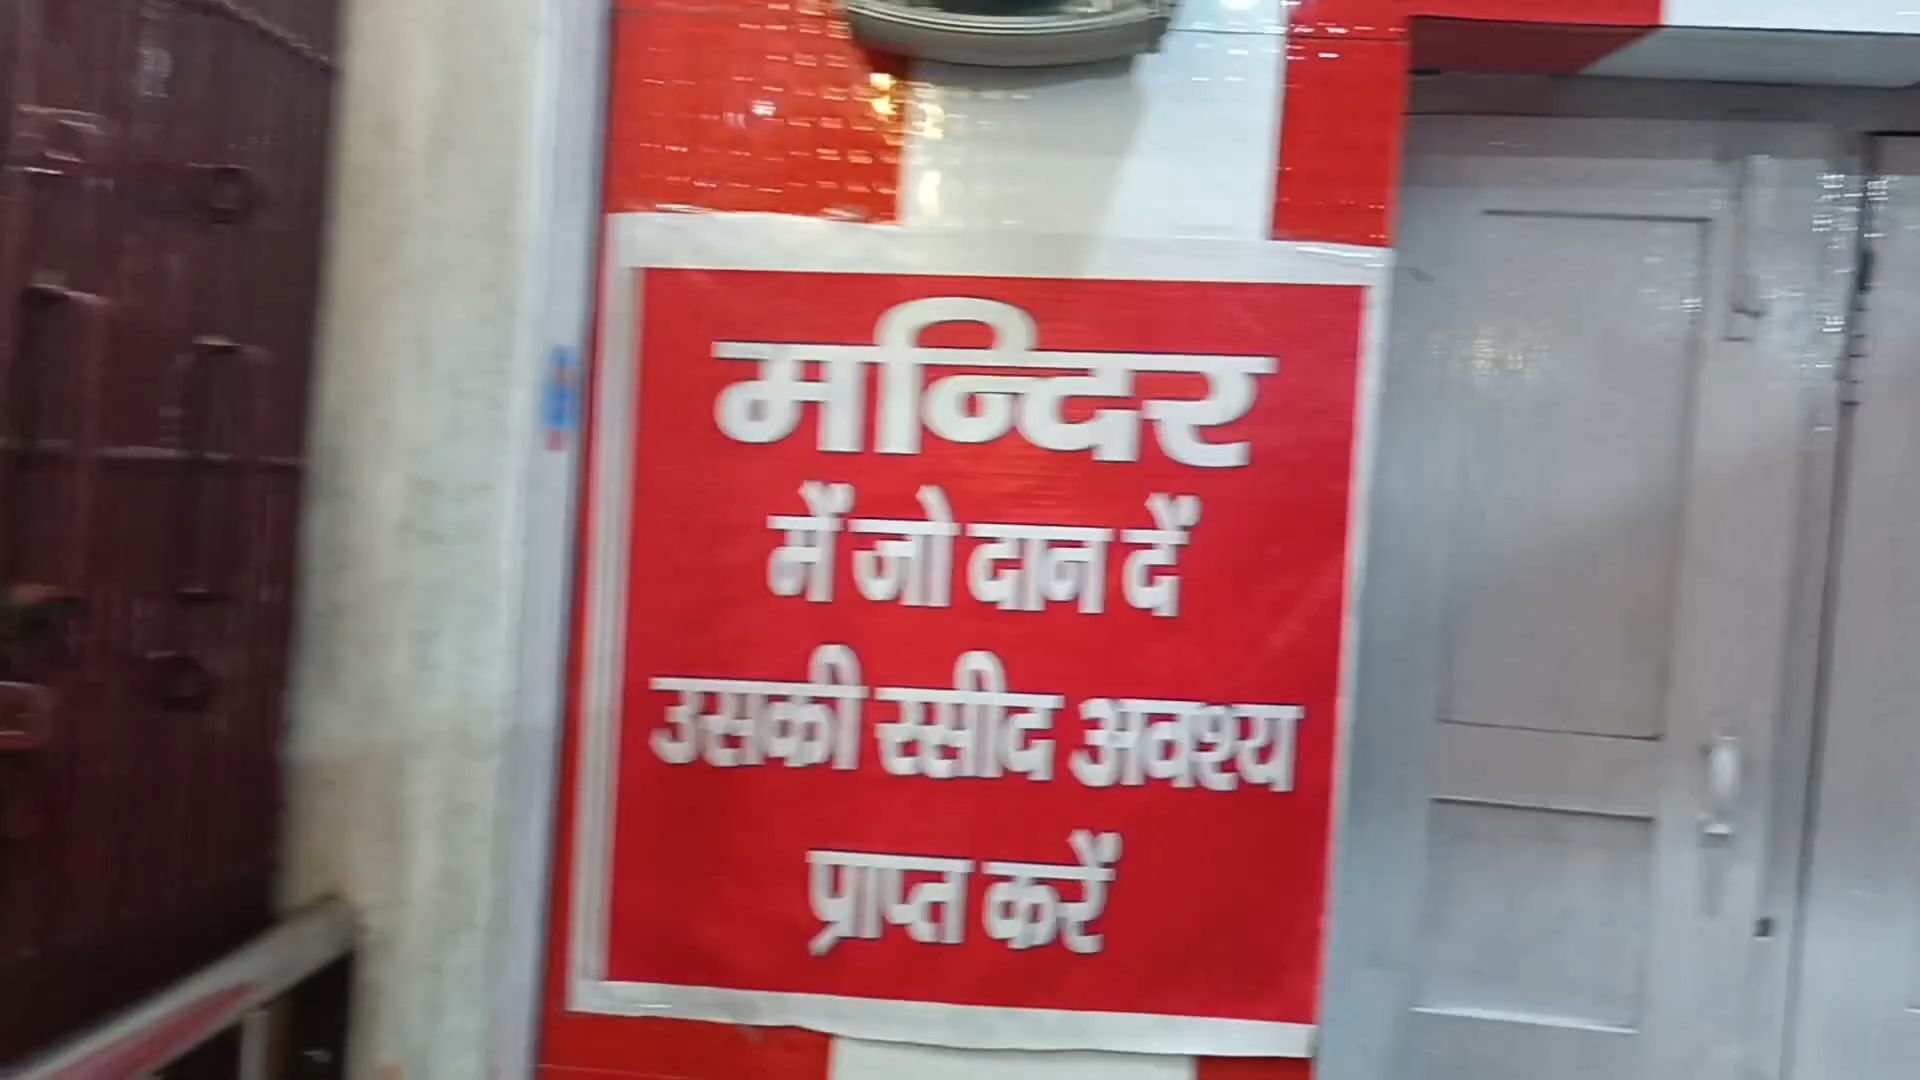 मन्दिर
में जो दान दें
उसकी रसीद अवश्य
प्राप्त करें